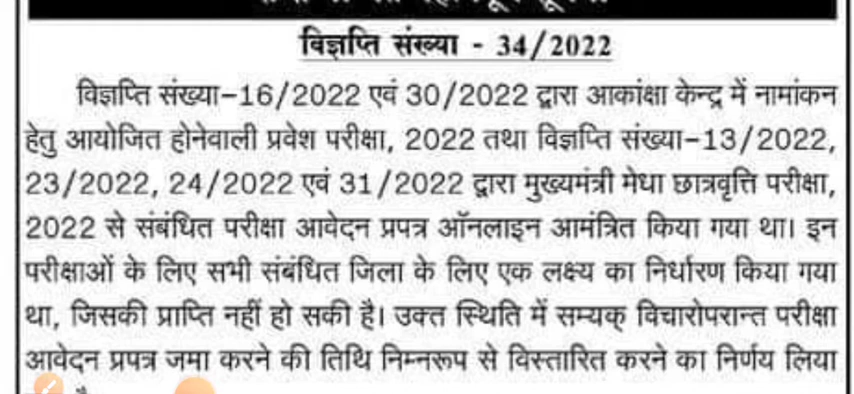 विज्ञप्ति संख्या - 34/2022
विज्ञप्ति संख्या–16/2022 एवं 30/2022 द्वारा आकांक्षा केन्द्र में नामांकन
हेतु आयोजित होनेवाली प्रवेश परीक्षा, 2022 तथा विज्ञप्ति संख्या–13/2022,
23/2022, 24/2022 एवं 31/2022 द्वारा मुख्यमंत्री मेधा छात्रवृत्ति परीक्षा,
2022 से संबंधित परीक्षा आवेदन प्रपत्र ऑनलाइन आमंत्रित किया गया था। इन
परीक्षाओं के लिए सभी संबंधित जिला के लिए एक लक्ष्य का निर्धारण किया गया
था, जिसकी प्राप्ति नहीं हो सकी है। उक्त स्थिति में सम्यक् विचारोपरान्त परीक्षा
आवेदन प्रपत्र जमा करने की तिथि निम्नरूप से विस्तारित करने का निर्णय लिया